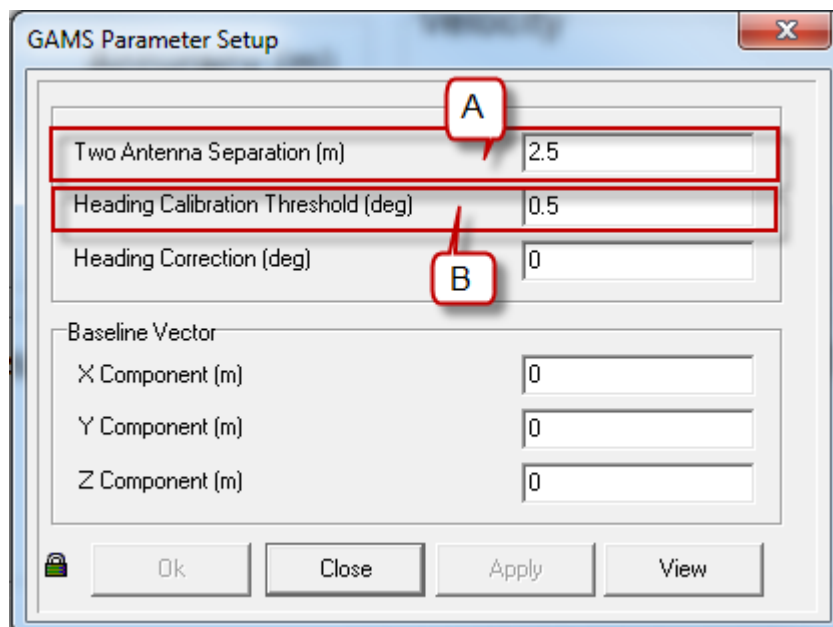 GAMS Parameter Setup
Velocity
A
Two Antenna Separation (m) 2.5
Heading Calibration Threshold (deg) 0.5
Heading Correction (deg) 0
B
Baseline Vector
X Component (m) 0
Y Component (m) 0
Z Component (m) 0
Ok Close Apply View